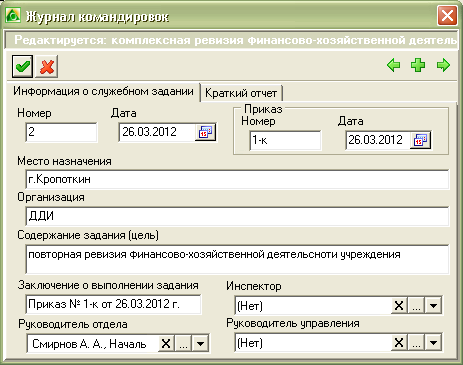 Журнал командировок
Редактируется: комплексная ревизия финансово-хозяйственной деятель
Информация о служебном задании
Краткий отчет
Номер
Дата
Приказ
Номер
Дата
2
26.03.2012
15
1-к
26.03.2012
15
Место назначения
г.Кропоткин
Организация
ДДИ
Содержание задания (цель)
повторная ревизия финансово-хозяйственной деятельсноти учреждения
Заключение о выполнении задания
Инспектор
Приказ № 1-к от 26.03.2012 г.
(Нет)
X
...
Руководитель отдела
Руководитель управления
Смирнов А. А., Началь
X
...
(Нет)
X
...